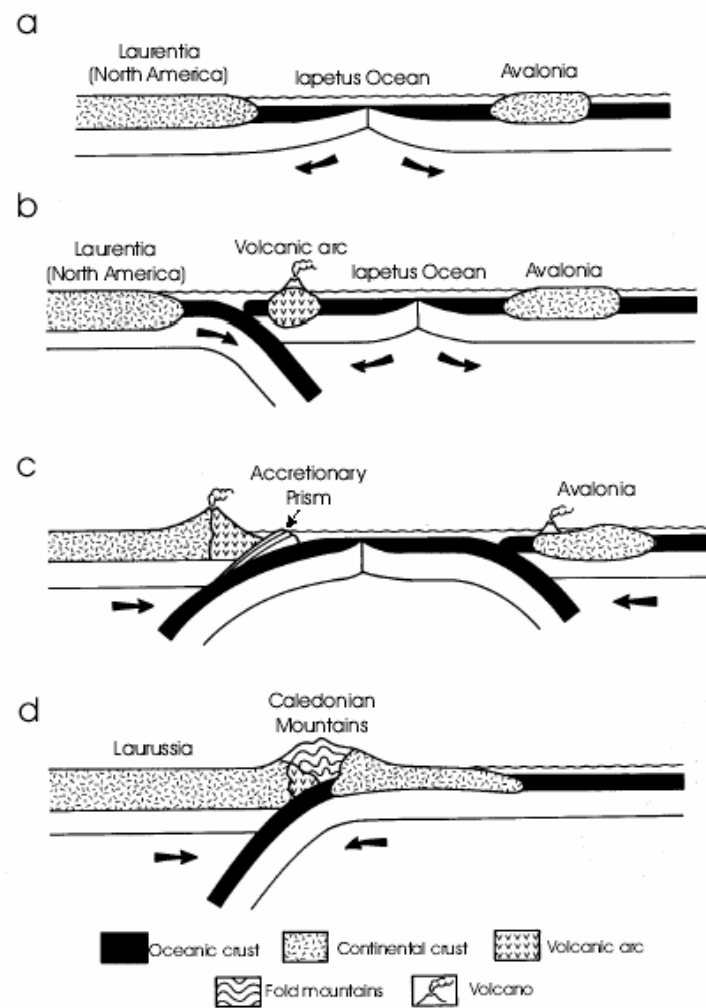 a
Laurentia
(North America)
Iapetus Ocean
Avalonia
b
Laurentia
(North America)
Volcanic arc
Iapetus Ocean
Avalonia
c
Accretionary
Prism
Avalonia
d
Caledonian
Mountains
Laurussia
Oceanic crust
Continental crust
Volcanic arc
Fold mountains
Volcano